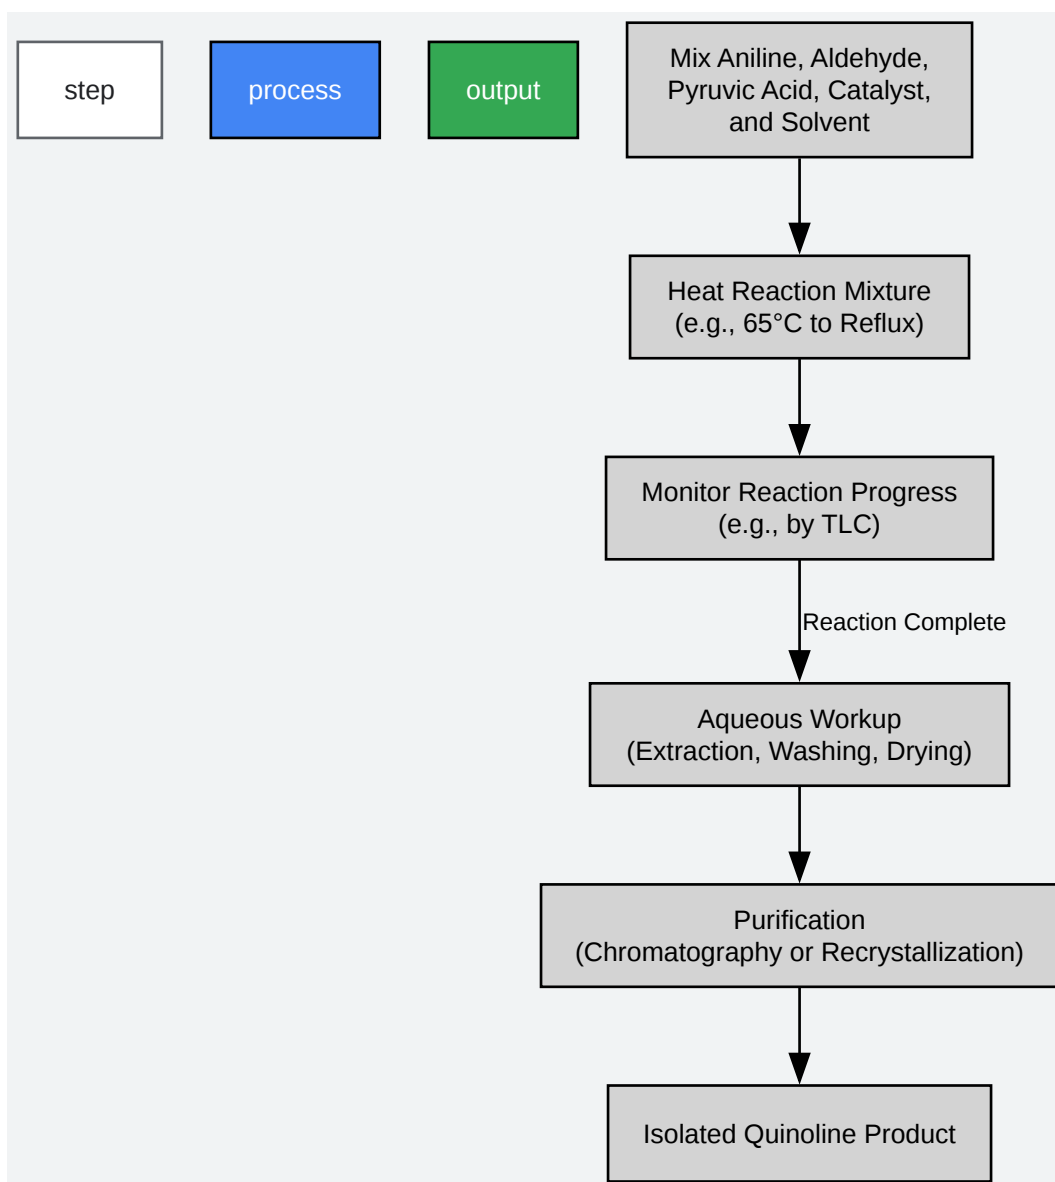 step
process
output
Mix Aniline, Aldehyde,
Pyruvic Acid, Catalyst,
and Solvent
Heat Reaction Mixture
(e.g., 65°C to Reflux)
Monitor Reaction Progress
(e.g., by TLC)
Reaction Complete
Aqueous Workup
(Extraction, Washing, Drying)
Purification
(Chromatography or Recrystallization)
Isolated Quinoline Product